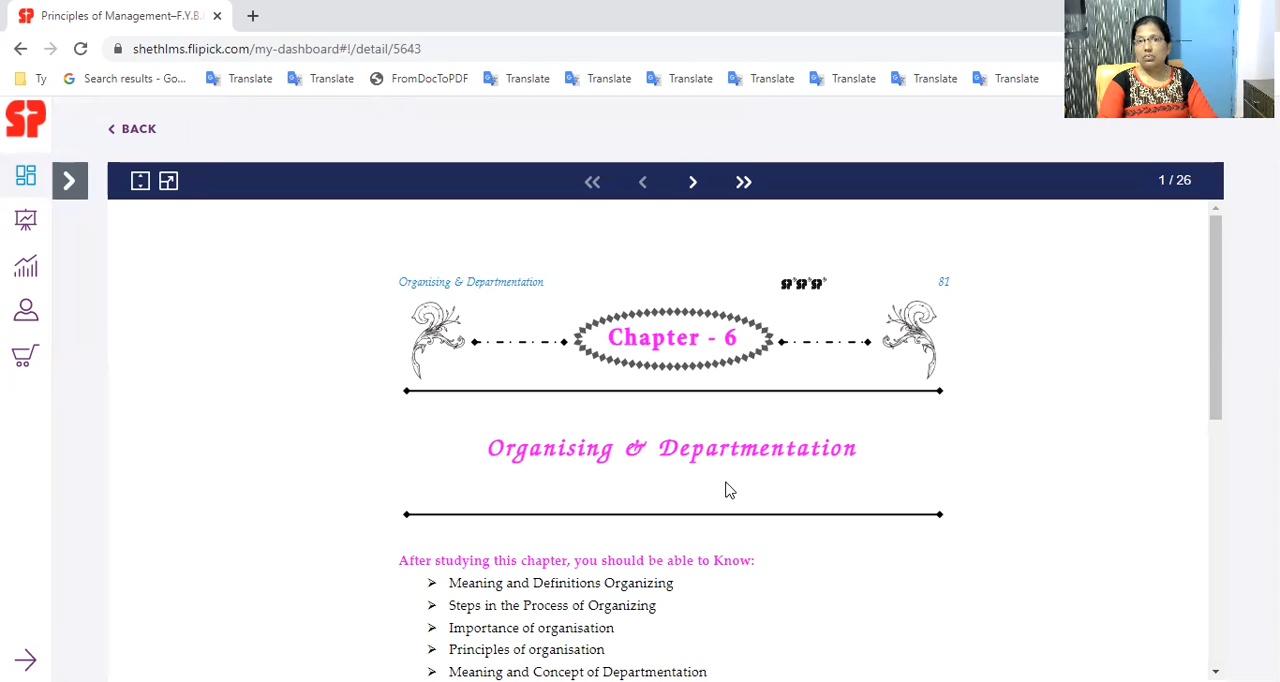 Principles of Management–F.Y.B.
shethlms.flipick.com/my-dashboard#!/detail/5643
Ty
Search results - Go...
Translate
Translate
FromDocToPDF
Translate
Translate
Translate
Translate
Translate
Translate
Translate
SP
BACK
1 / 26
Organising & Departmentation
81
Chapter - 6
Organising & Departmentation
After studying this chapter, you should be able to Know:
Meaning and Definitions Organizing
Steps in the Process of Organizing
Importance of organisation
Principles of organisation
Meaning and Concept of Departmentation